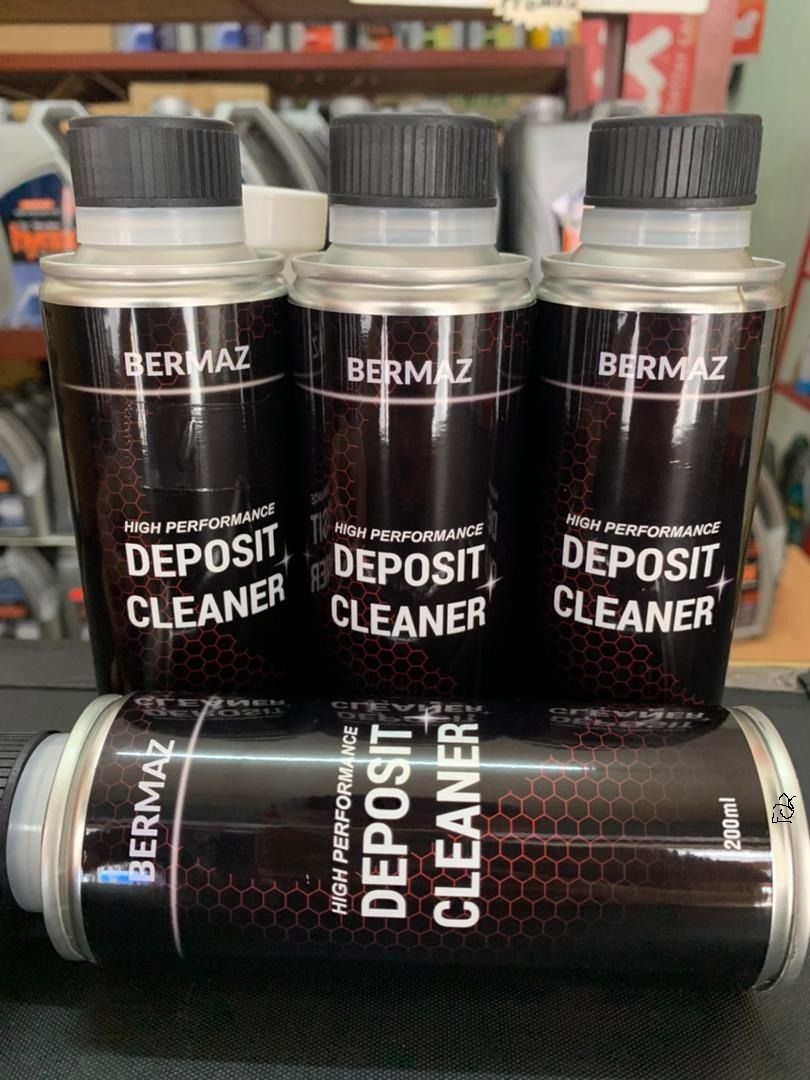 BERMAZ
HIGH PERFORMANCE
DEPOSIT
CLEANER
BERMAZ
HIGH PERFORMANCE
DEPOSIT
CLEANER
BERMAZ
HIGH PERFORMANCE
DEPOSIT
CLEANER
BERMAZ
HIGH PERFORMANCE
DEPOSIT
CLEANER
200ml